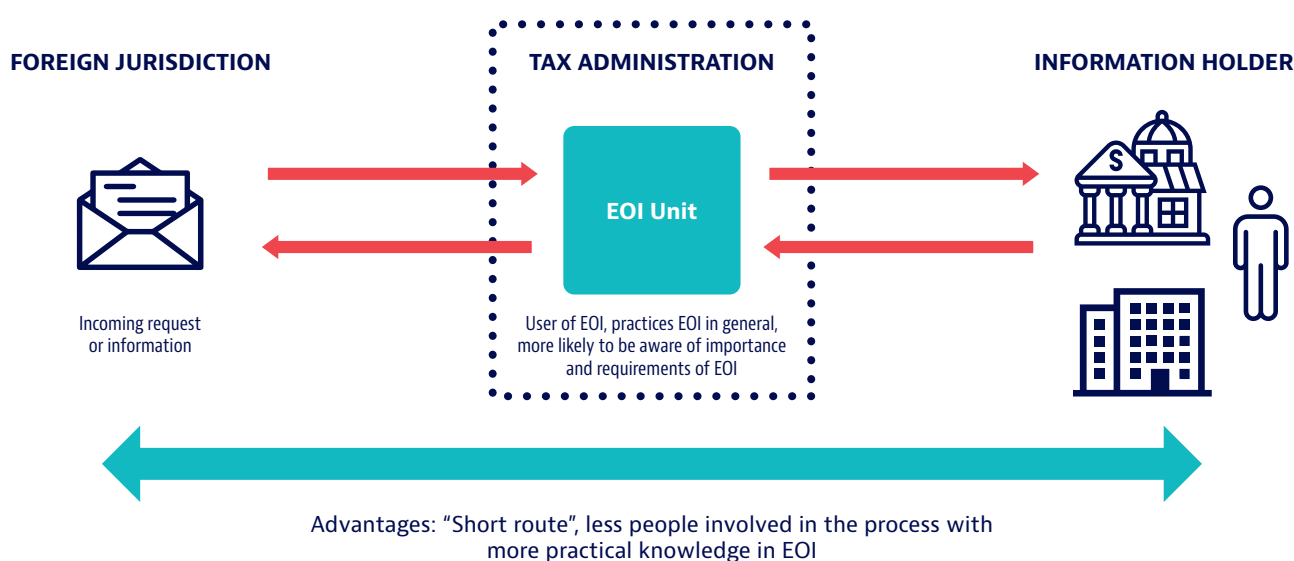 FOREIGN JURISDICTION
TAX ADMINISTRATION
INFORMATION HOLDER
S
EOI Unit
Incoming request
or information
User of EOI, practices EOI in general,
more likely to be aware of importance
and requirements of EOI
Advantages: “Short route”, less people involved in the process with
more practical knowledge in EOI